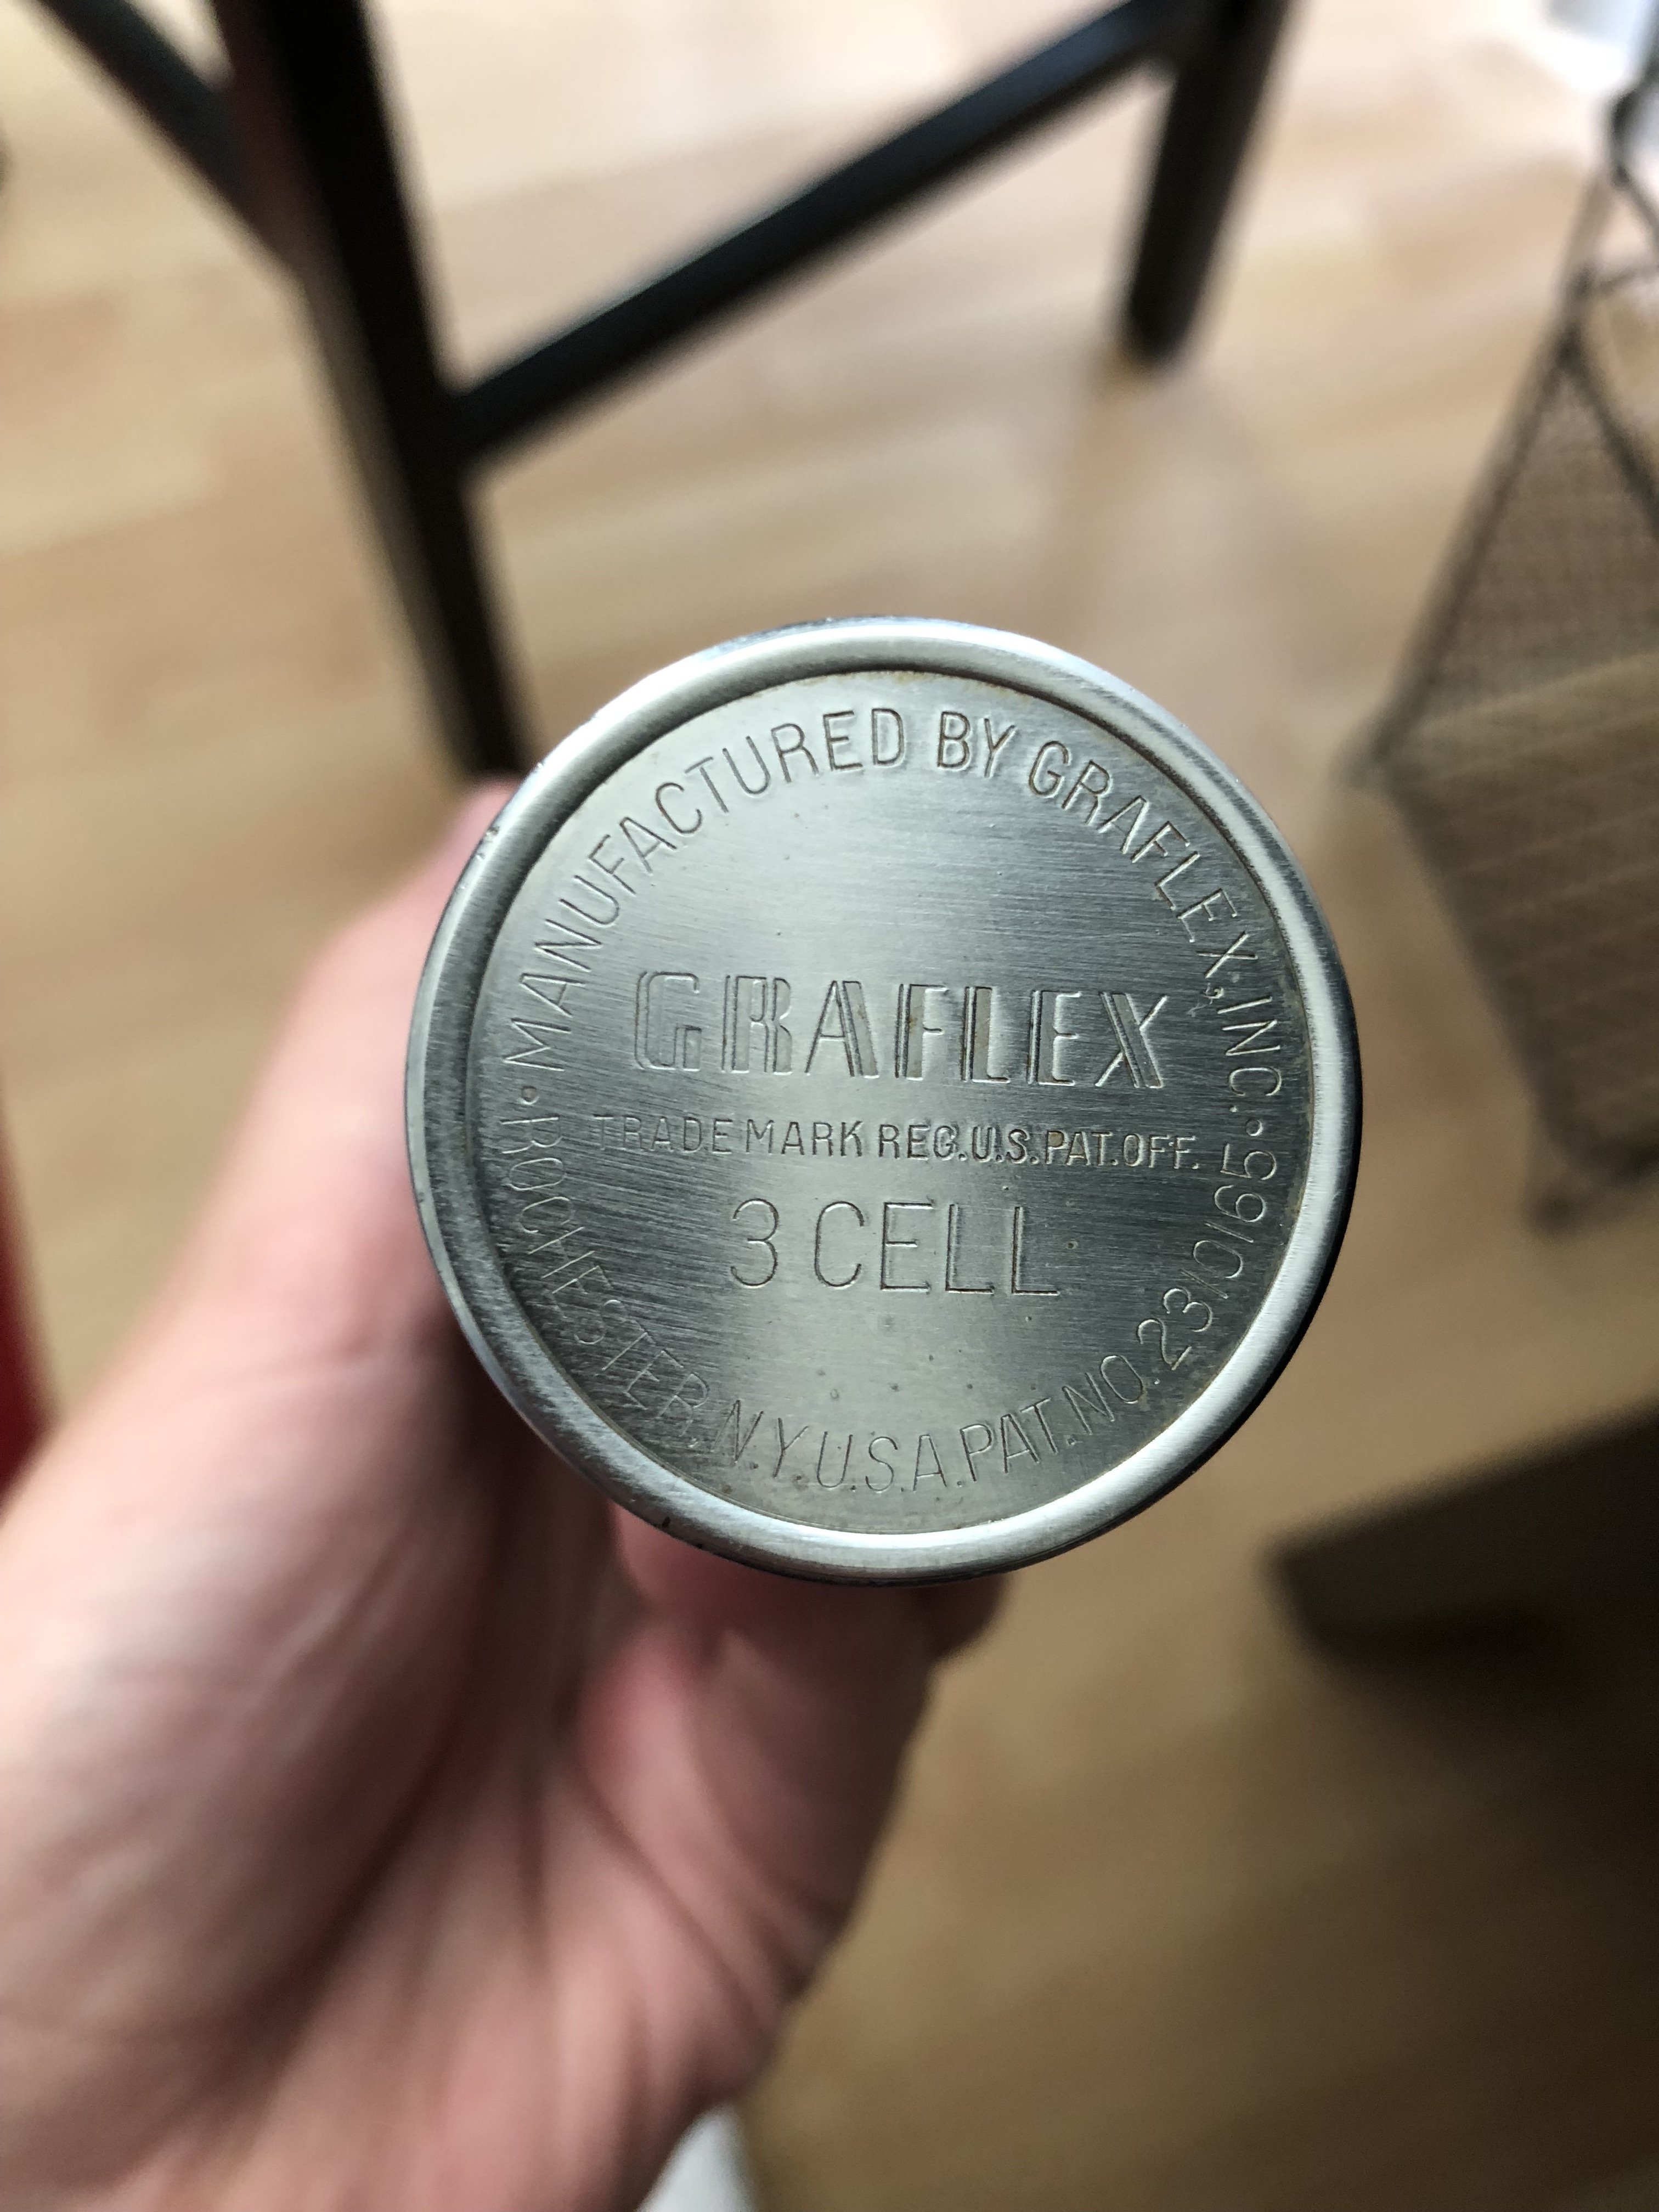 • MANUFACTURED BY GRAFLEX, INC. •
GRAFLEX
TRADE MARK REG.U.S.PAT.OFF.
3 CELL
ROCHESTER,N.Y.U.S.A.PAT.NO.2310165